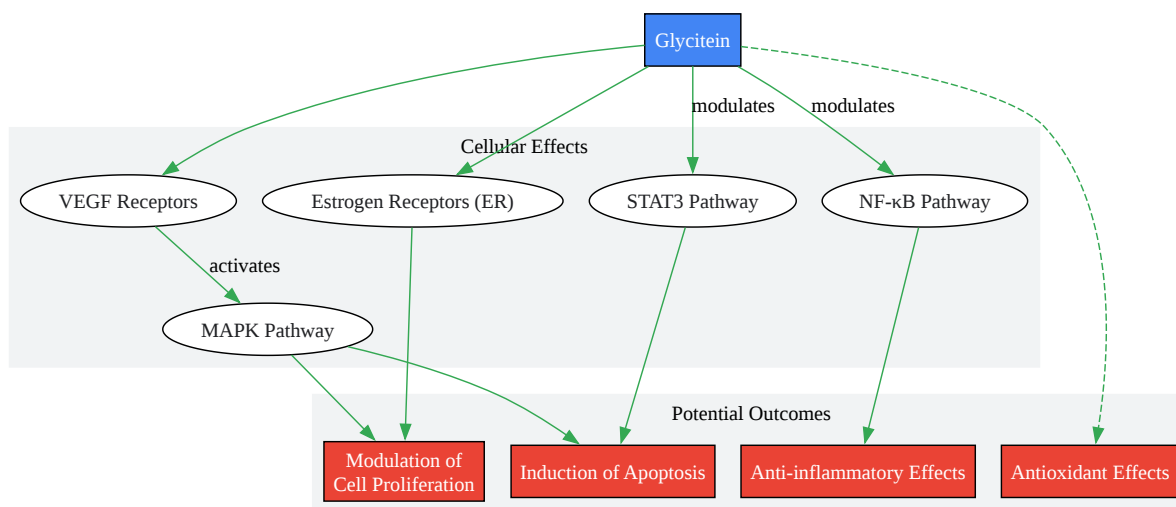 Glycitein
modulates
modulates
Cellular Effects
VEGF Receptors
Estrogen Receptors (ER)
STAT3 Pathway
NF-κB Pathway
activates
MAPK Pathway
Potential Outcomes
Modulation of
Cell Proliferation
Induction of Apoptosis
Anti-inflammatory Effects
Antioxidant Effects